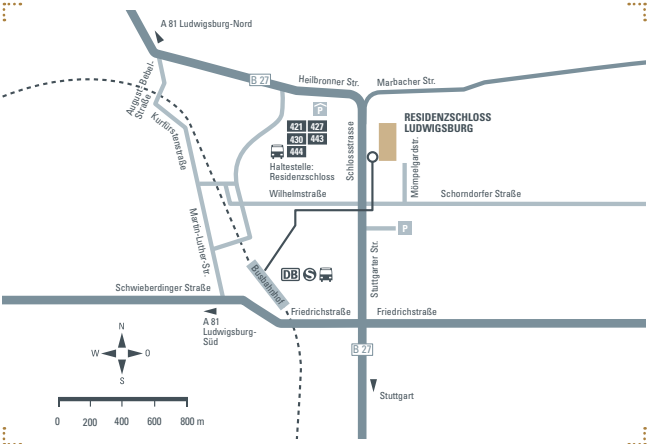 A 81 Ludwigsburg-Nord
B 27
Heilbronner Str.
Marbacher Str.
August-Bebel-
Straße
Kurfürstenstraße
P
RESIDENZSCHLOSS
LUDWIGSBURG
421 427
430 443
444
Haltestelle:
Residenzschloss
Schlossstrasse
Mömpelgardstr.
Wilhelmstraße
Schorndorfer Straße
Martin-Luther-Str.
P
Stuttgarter Str.
Busbahnhof
DB S
Schwieberdinger Straße
Friedrichstraße
Friedrichstraße
A 81
Ludwigsburg-
Süd
B 27
N
W O
S
Stuttgart
0 200 400 600 800 m